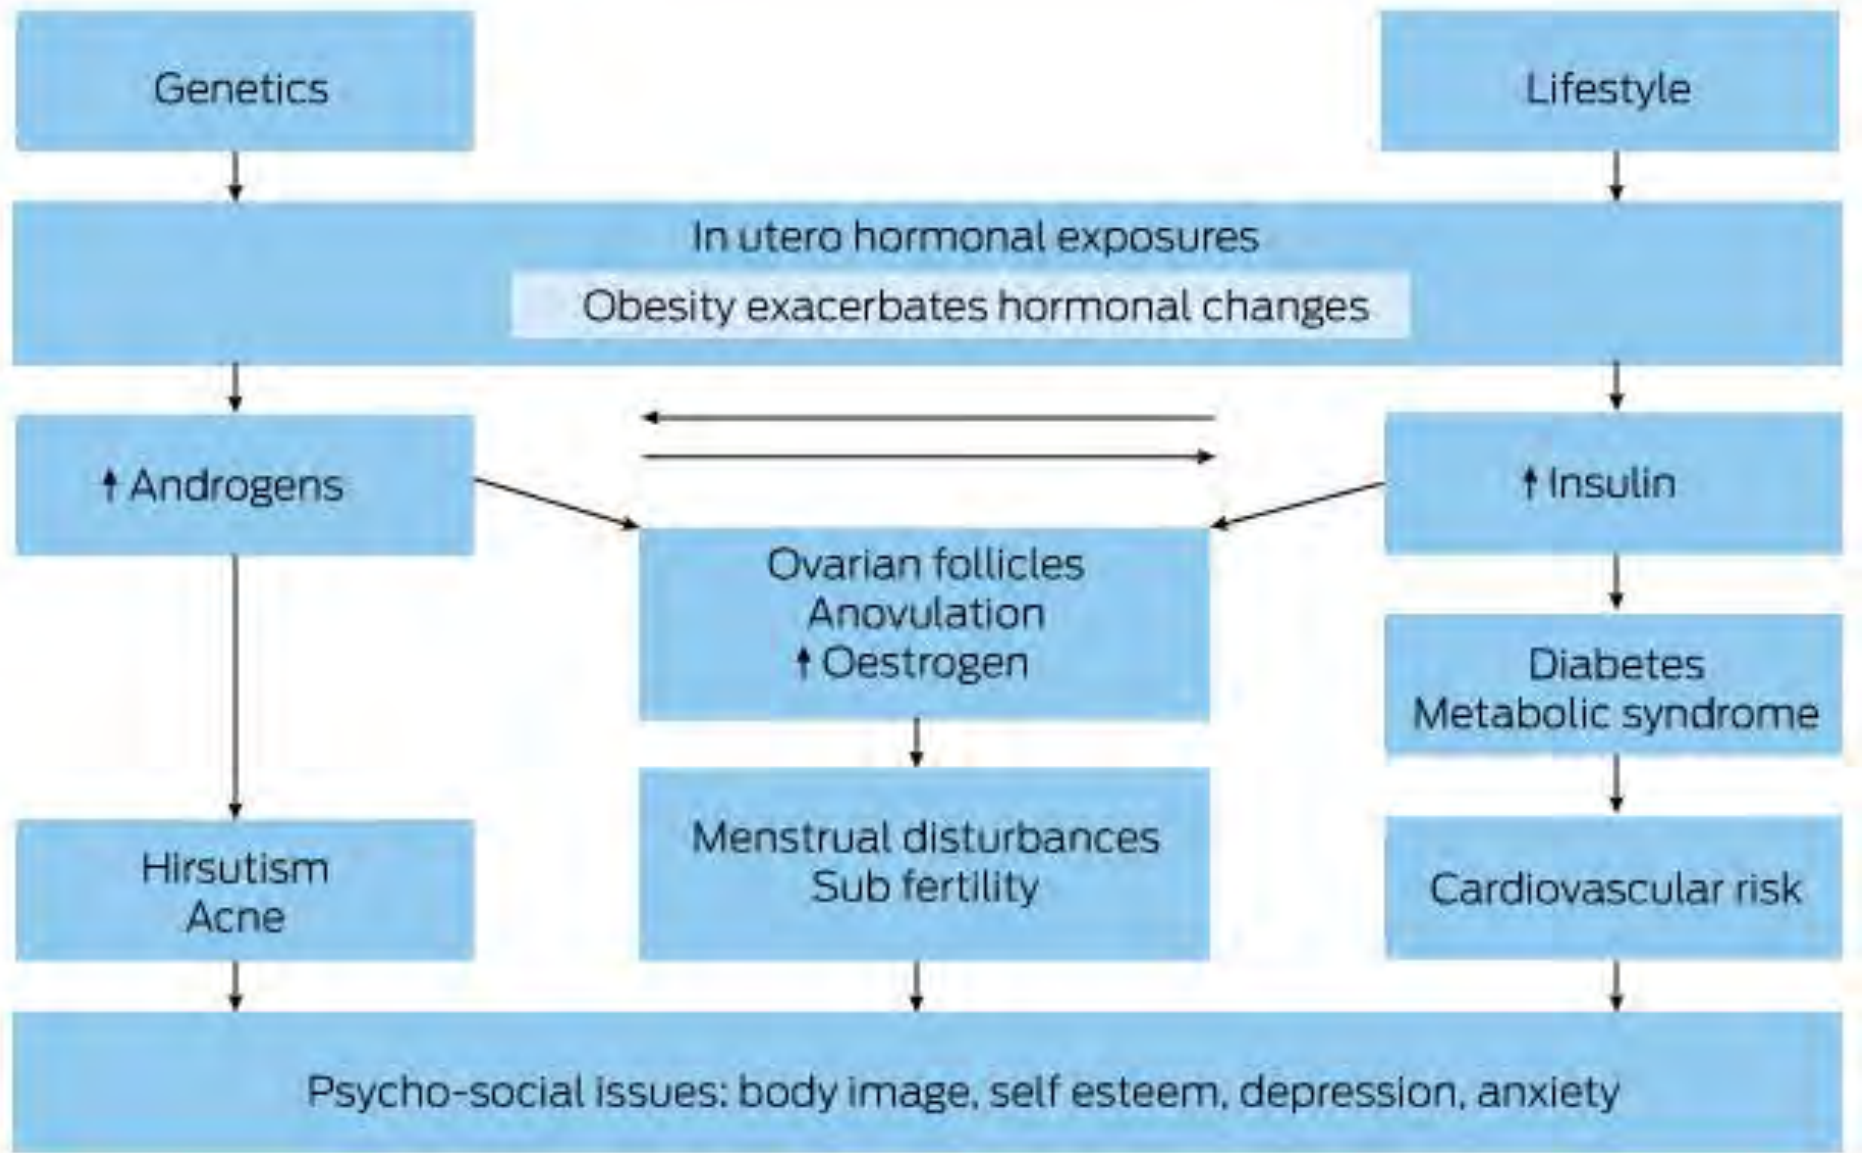 Genetics
Lifestyle
In utero hormonal exposures
Obesity exacerbates hormonal changes
↑ Androgens
↑ Insulin
Ovarian follicles
Anovulation
↑ Oestrogen
Diabetes
Metabolic syndrome
Hirsutism
Acne
Menstrual disturbances
Sub fertility
Cardiovascular risk
Psycho-social issues: body image, self esteem, depression, anxiety